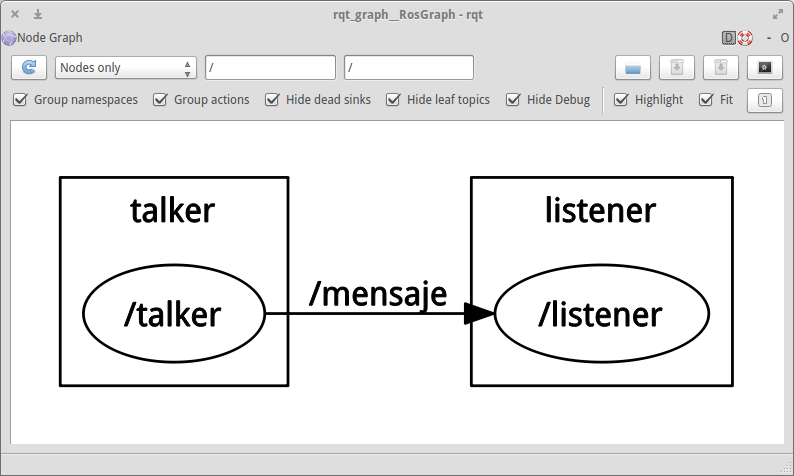 rqt_graph__RosGraph - rqt
Node Graph
D
- O
Nodes only
/
/
Group namespaces
Group actions
Hide dead sinks
Hide leaf topics
Hide Debug
Highlight
Fit
talker
listener
/mensaje
/talker
/listener